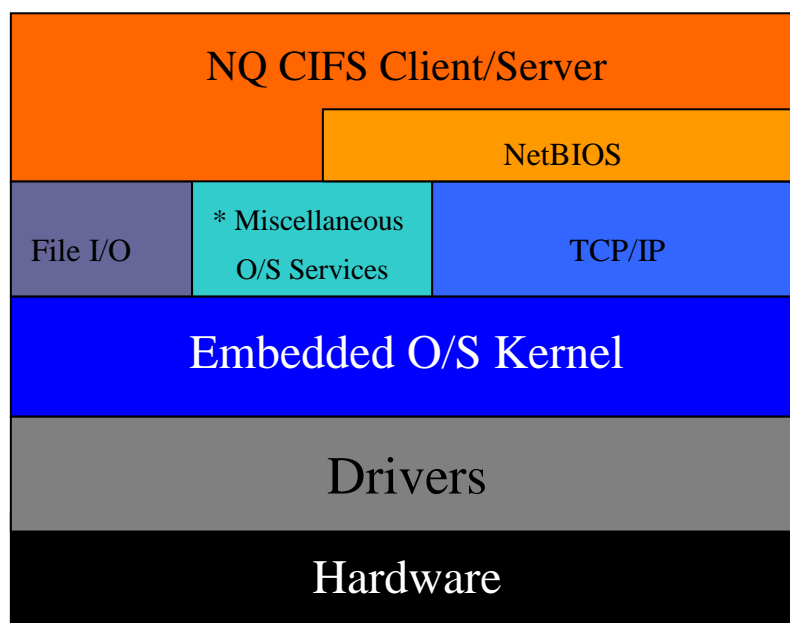 NQ CIFS Client/Server
NetBIOS
File I/O
* Miscellaneous
O/S Services
TCP/IP
Embedded O/S Kernel
Drivers
Hardware